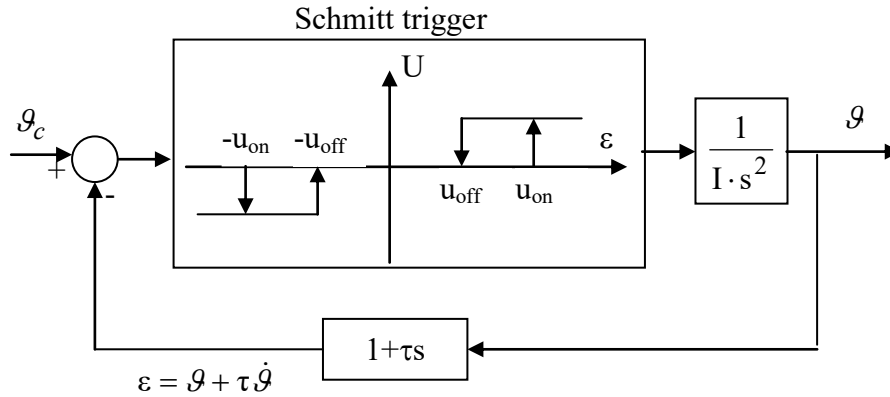 Schmitt trigger
U
ϑc
+
-
-uon
-uoff
ε
uoff
uon
1
I · s²
ϑ
1+τs
ε = ϑ + τϑ̇